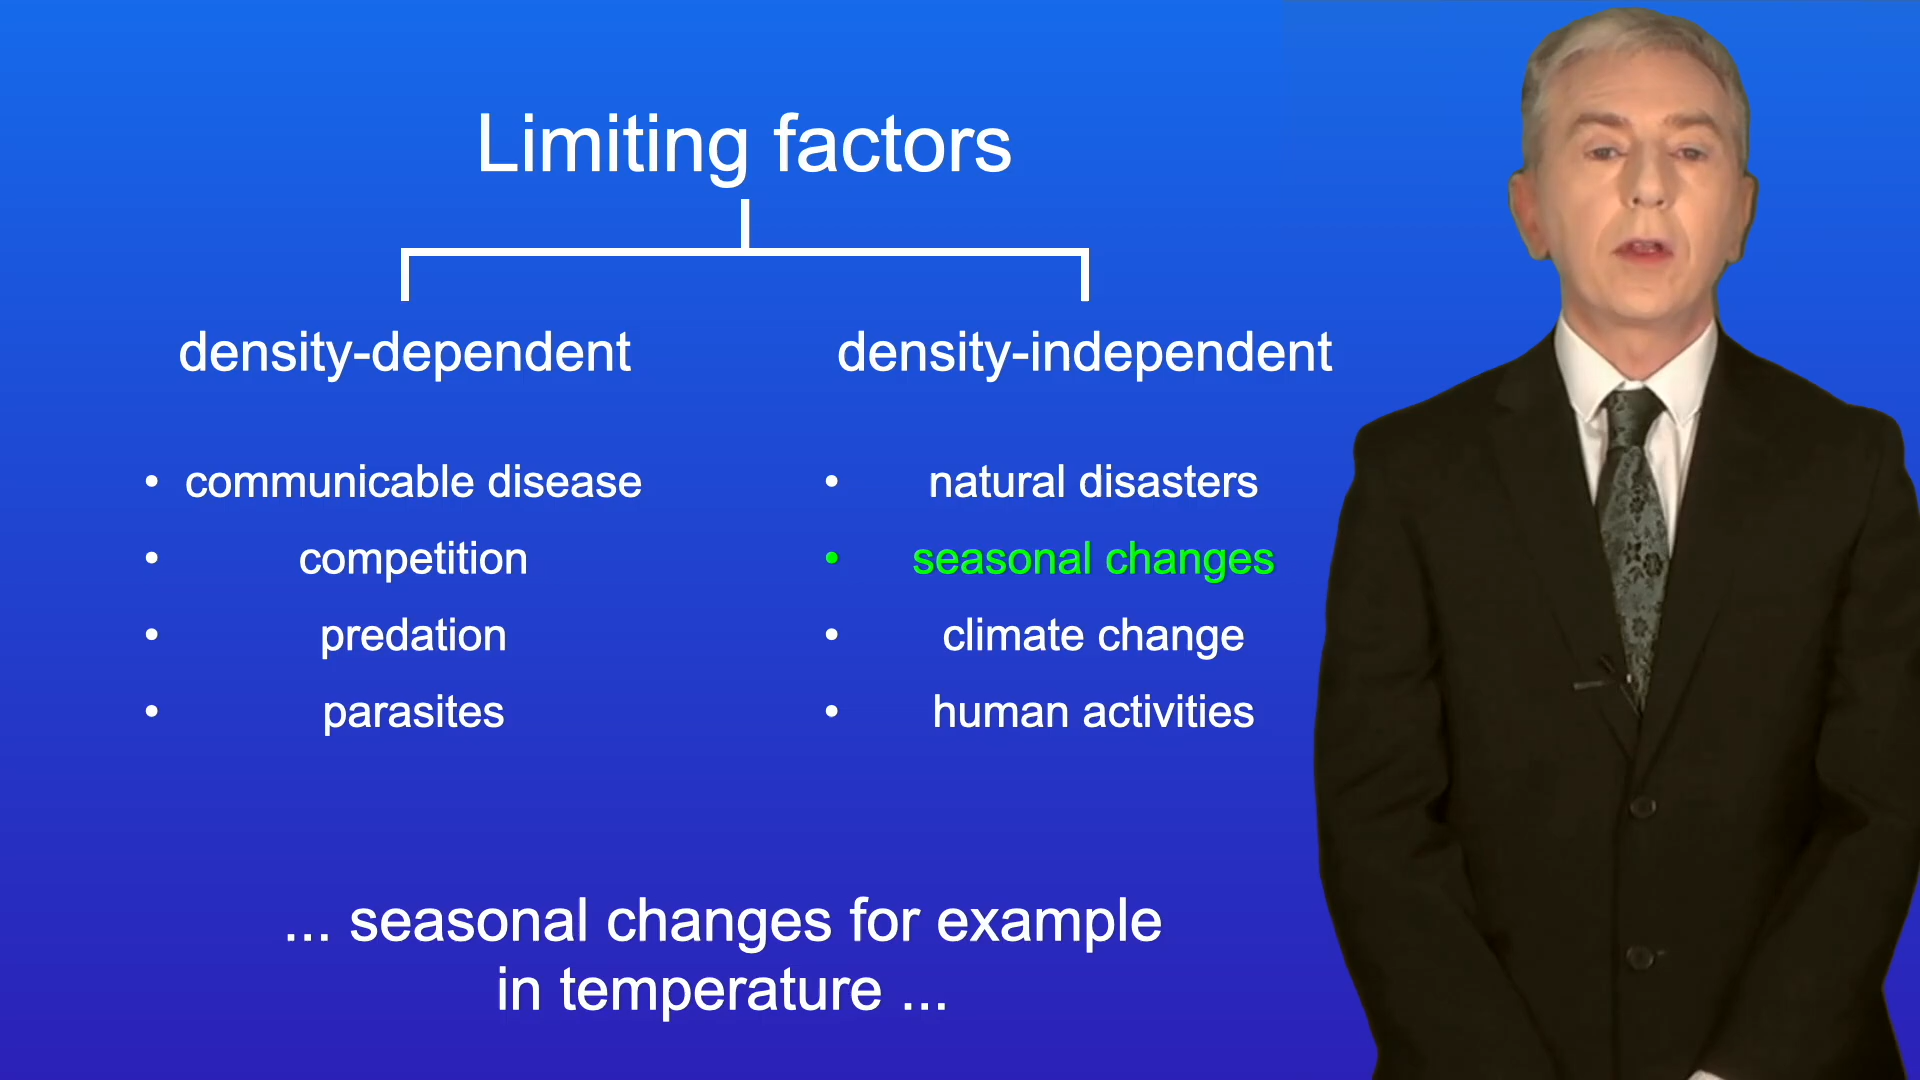 Limiting factors
density-dependent
density-independent
• communicable disease
• competition
• predation
• parasites
• natural disasters
• seasonal changes
• climate change
• human activities
... seasonal changes for example
in temperature ...